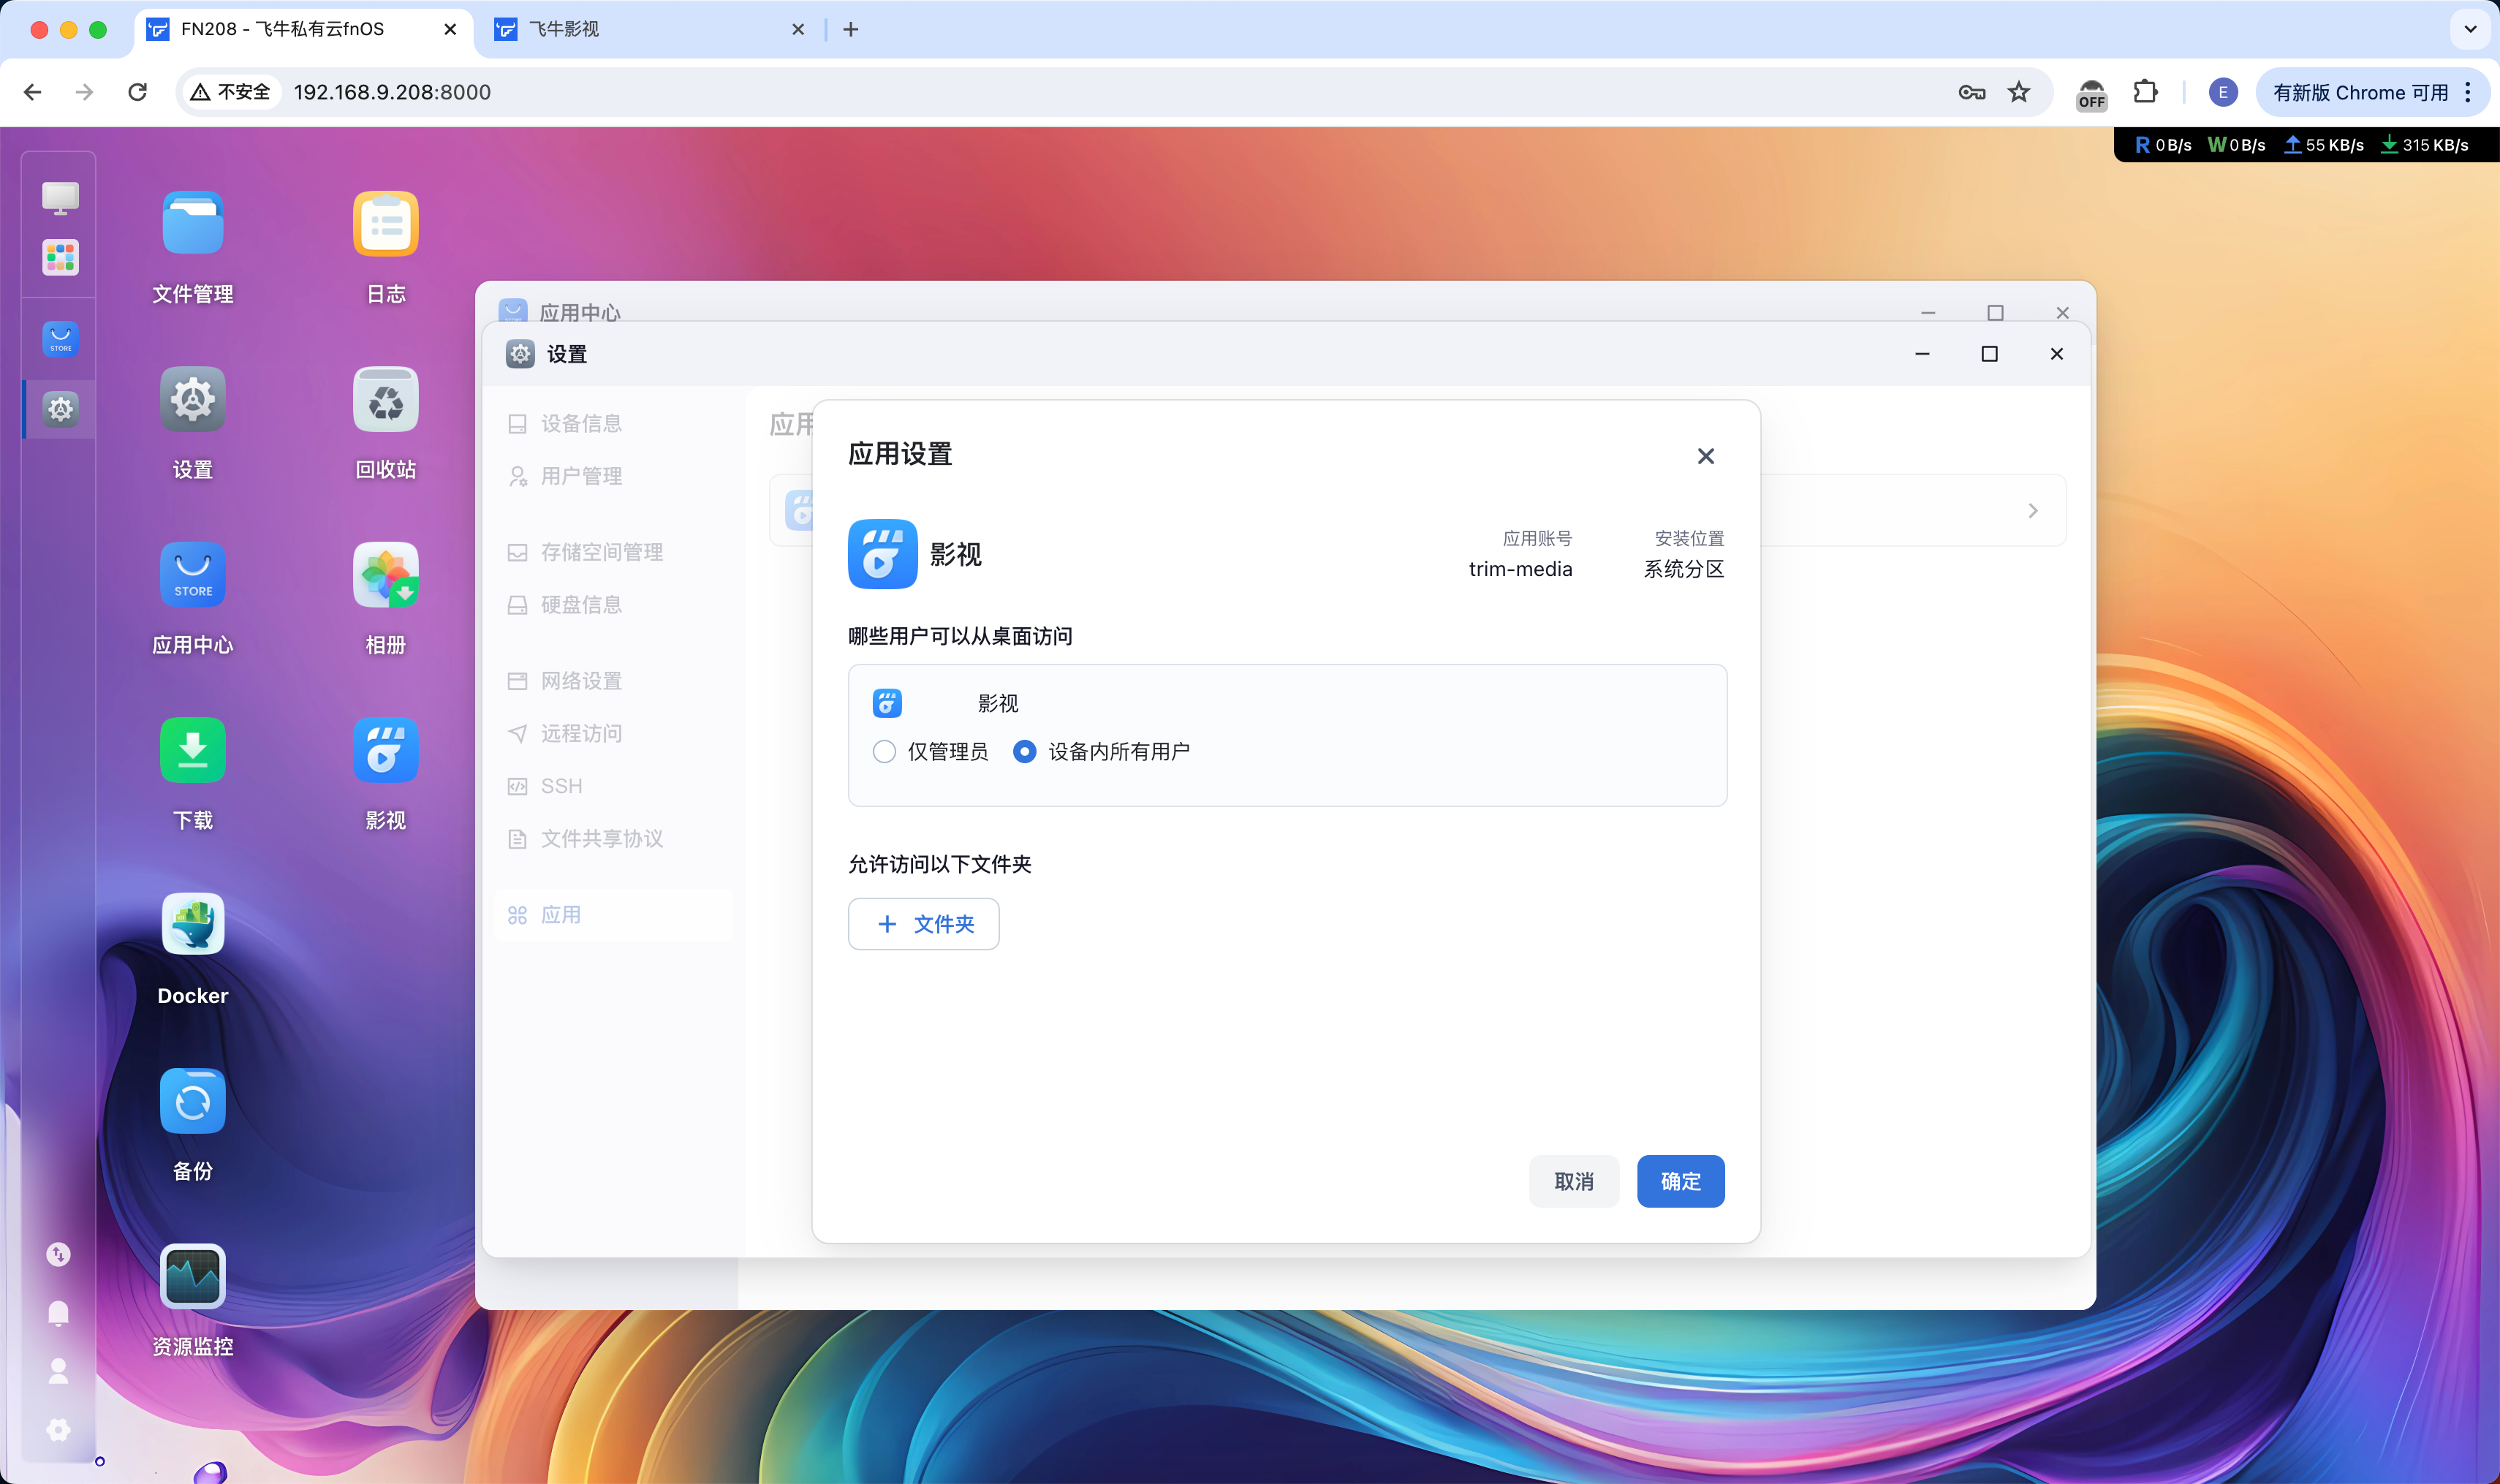 FN208 - 飞牛私有云fnOS
飞牛影视
不安全
192.168.9.208:8000
OFF
E
有新版 Chrome 可用
R 0B/s W 0B/s 55 KB/s 315 KB/s
文件管理
日志
设置
回收站
STORE
应用中心
相册
下载
影视
Docker
备份
资源监控
STORE
应用中心
设置
设备信息
用户管理
存储空间管理
硬盘信息
网络设置
远程访问
SSH
文件共享协议
应用
应用
应用设置
影视
应用账号
trim-media
安装位置
系统分区
哪些用户可以从桌面访问
影视
仅管理员
设备内所有用户
允许访问以下文件夹
+ 文件夹
取消
确定